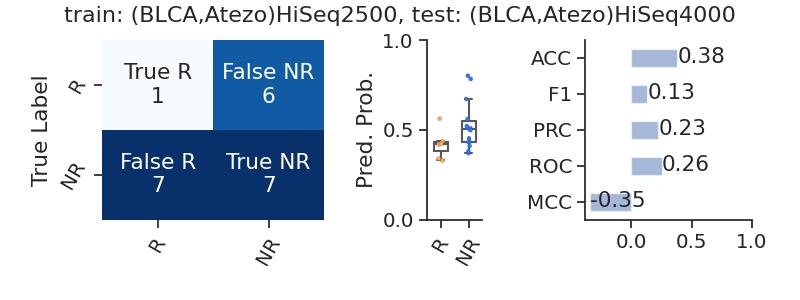 train: (BLCA,Atezo)HiSeq2500, test: (BLCA,Atezo)HiSeq4000
True Label
R
NR
True R
1
False NR
6
False R
7
True NR
7
R
NR
Pred. Prob.
1.0
0.5
0.0
R
NR
ACC
0.38
F1
0.13
PRC
0.23
ROC
0.26
MCC
-0.35
0.0
0.5
1.0